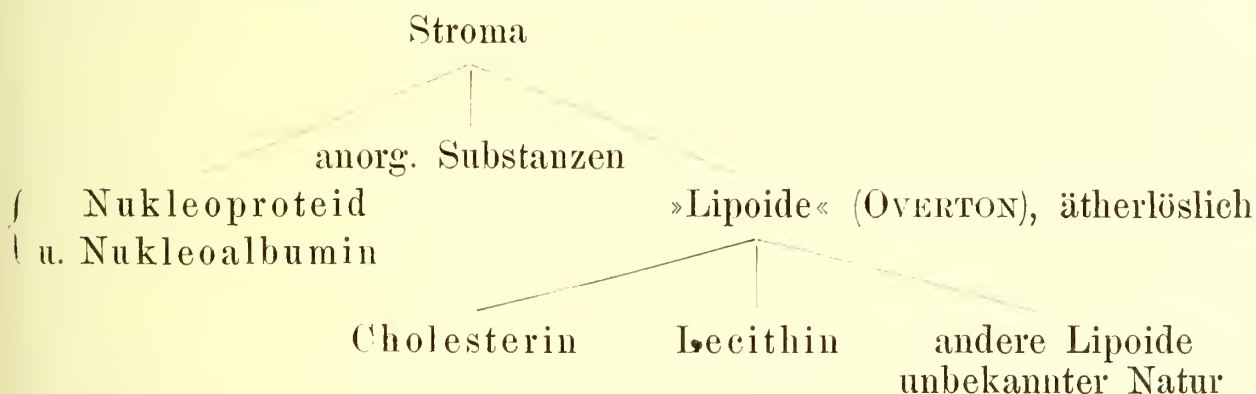 Stroma
anorg. Substanzen
Nukleoproteid
u. Nukleoalbumin
»Lipoide« (OVERTON), ätherlöslich
Cholesterin Lecithin andere Lipoide
unbekannter Natur